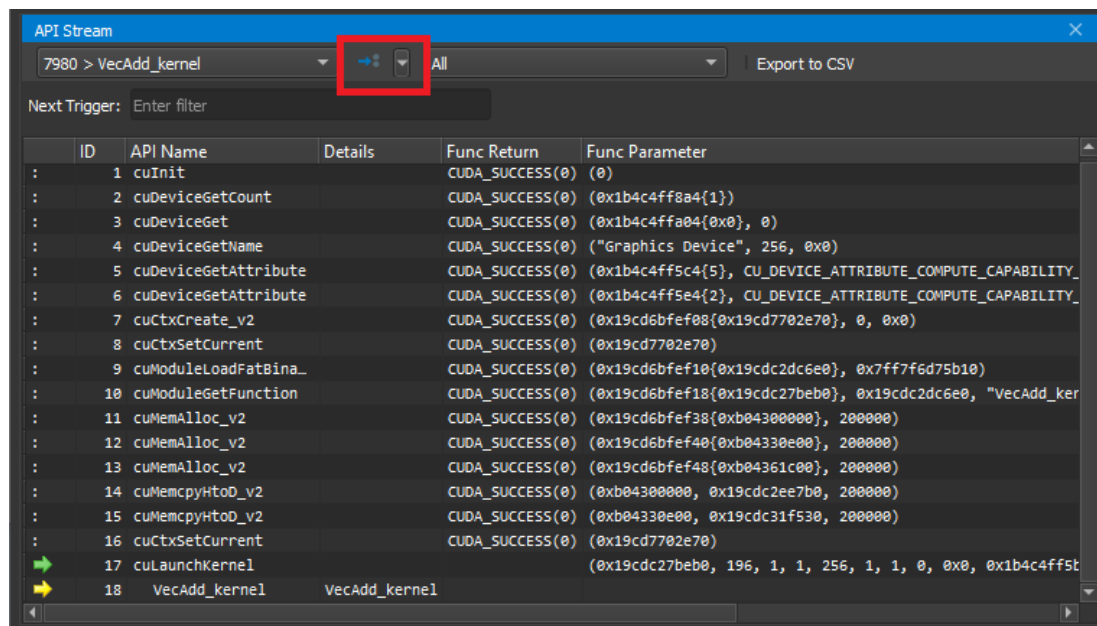 API Stream
7980 > VecAdd_kernel All Export to CSV
Next Trigger: Enter filter
ID API Name Details Func Return Func Parameter
: 1 cuInit CUDA_SUCCESS(0) (0)
: 2 cuDeviceGetCount CUDA_SUCCESS(0) (0x1b4c4ff8a4{1})
: 3 cuDeviceGet CUDA_SUCCESS(0) (0x1b4c4ffa04{0x0}, 0)
: 4 cuDeviceGetName CUDA_SUCCESS(0) ("Graphics Device", 256, 0x0)
: 5 cuDeviceGetAttribute CUDA_SUCCESS(0) (0x1b4c4ff5c4{5}, CU_DEVICE_ATTRIBUTE_COMPUTE_CAPABILITY_
: 6 cuDeviceGetAttribute CUDA_SUCCESS(0) (0x1b4c4ff5e4{2}, CU_DEVICE_ATTRIBUTE_COMPUTE_CAPABILITY_
: 7 cuCtxCreate_v2 CUDA_SUCCESS(0) (0x19cd6bfef08{0x19cd7702e70}, 0, 0x0)
: 8 cuCtxSetCurrent CUDA_SUCCESS(0) (0x19cd7702e70)
: 9 cuModuleLoadFatBina… CUDA_SUCCESS(0) (0x19cd6bfef10{0x19cdc2dc6e0}, 0x7ff7f6d75b10)
: 10 cuModuleGetFunction CUDA_SUCCESS(0) (0x19cd6bfef18{0x19cdc27beb0}, 0x19cdc2dc6e0, "VecAdd_ker
: 11 cuMemAlloc_v2 CUDA_SUCCESS(0) (0x19cd6bfef38{0xb04300000}, 200000)
: 12 cuMemAlloc_v2 CUDA_SUCCESS(0) (0x19cd6bfef40{0xb04330e00}, 200000)
: 13 cuMemAlloc_v2 CUDA_SUCCESS(0) (0x19cd6bfef48{0xb04361c00}, 200000)
: 14 cuMemcpyHtoD_v2 CUDA_SUCCESS(0) (0xb04300000, 0x19cdc2ee7b0, 200000)
: 15 cuMemcpyHtoD_v2 CUDA_SUCCESS(0) (0xb04330e00, 0x19cdc31f530, 200000)
: 16 cuCtxSetCurrent CUDA_SUCCESS(0) (0x19cd7702e70)
17 cuLaunchKernel (0x19cdc27beb0, 196, 1, 1, 256, 1, 1, 0, 0x0, 0x1b4c4ff5b
18 VecAdd_kernel VecAdd_kernel